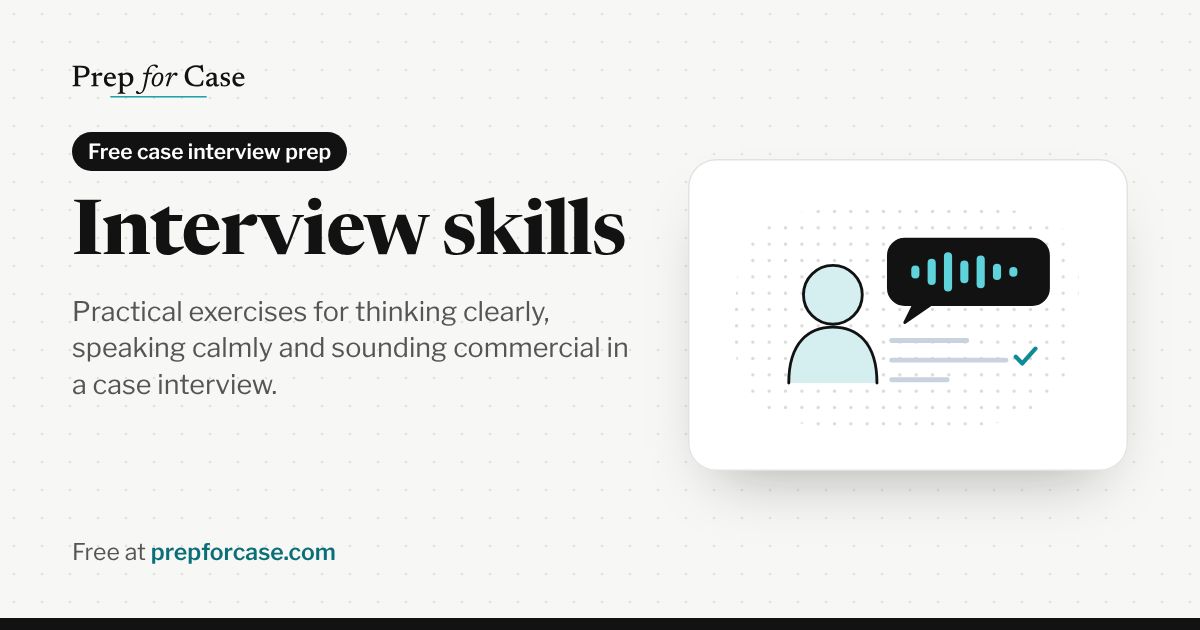 Prep for Case
Free case interview prep
Interview skills
Practical exercises for thinking clearly,
speaking calmly and sounding commercial in
a case interview.
Free at prepforcase.com